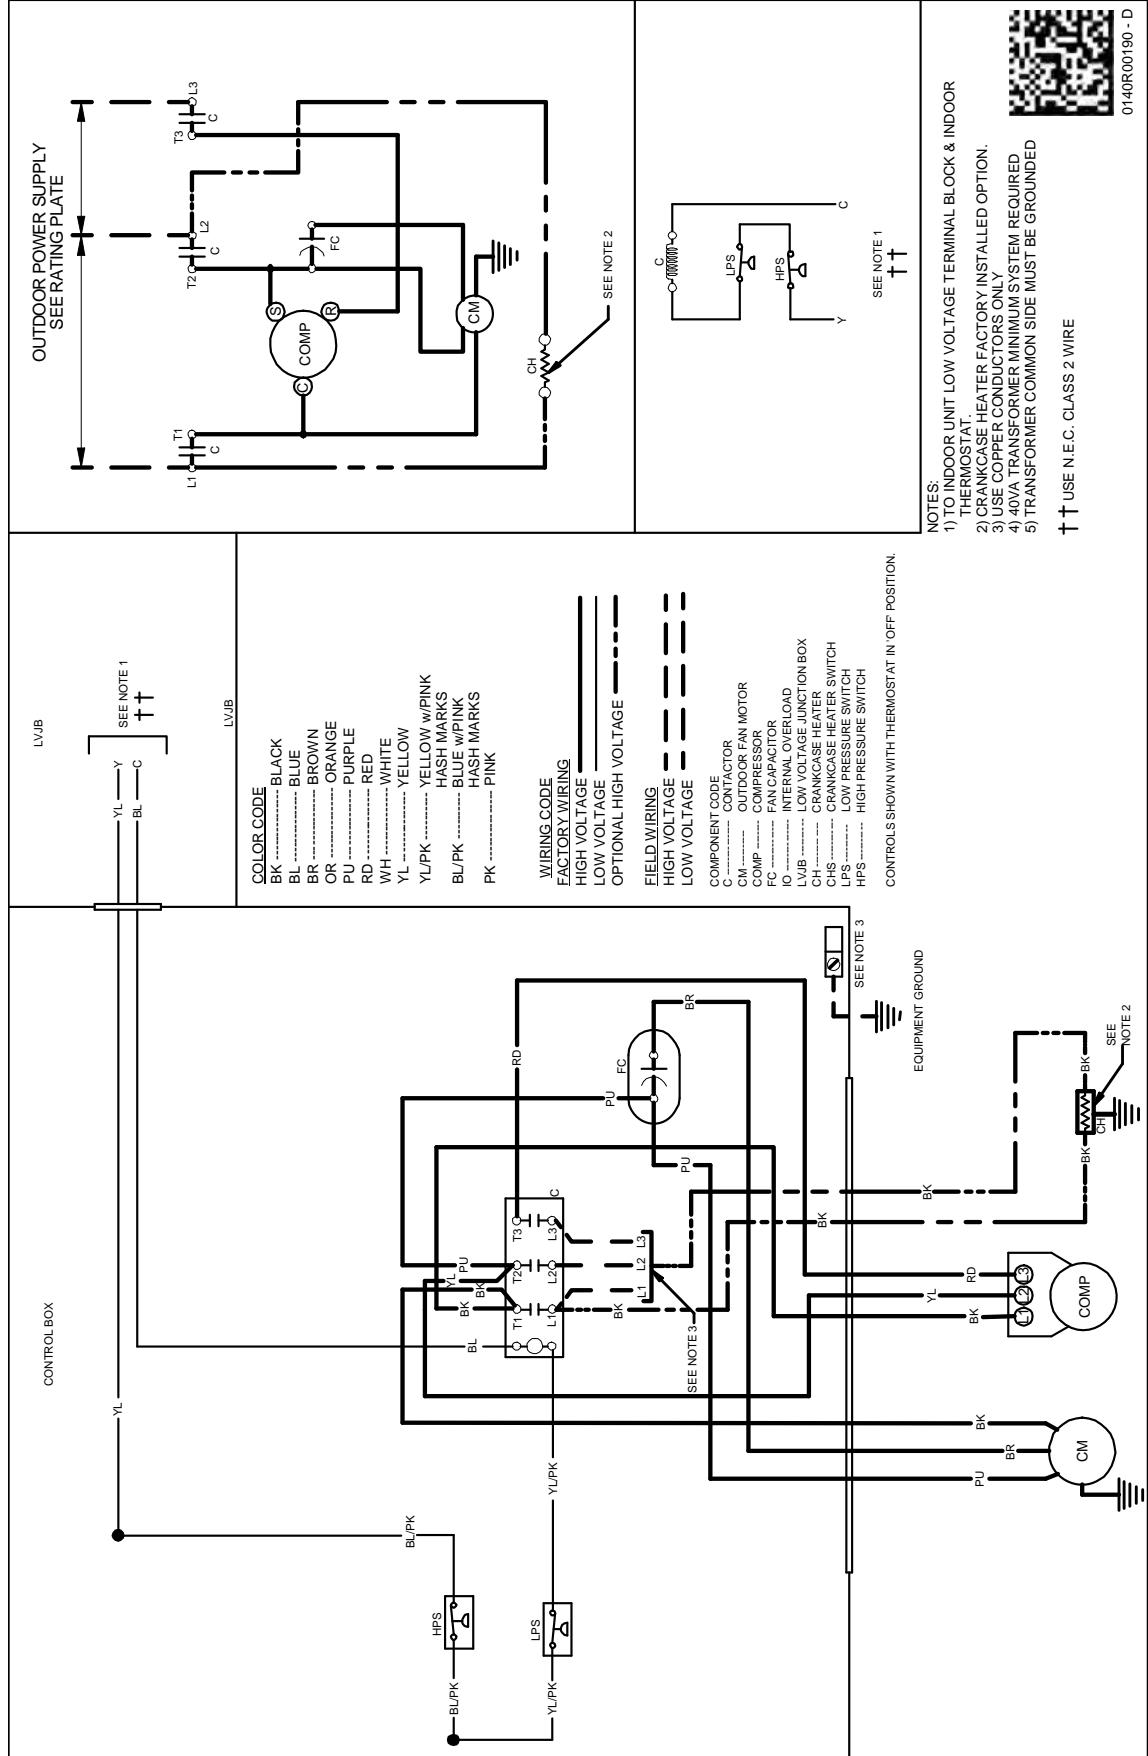 CONTROL BOX
YL
BL/PK
HPS
BL/PK
LPS
YL/PK
YL/PK
BL
YL
BL
Y
C
LVJB
SEE NOTE 1
††
LVJB
T1
T2
T3
L1
L2
L3
C
BK
YL
BK
PU
BK
L1
L2
L3
SEE NOTE 3
RD
PU
FC
BR
PU
SEE NOTE 3
EQUIPMENT GROUND
PU
BR
BK
CM
BK
YL
RD
L1
L2
L3
COMP
BK
BK
BK
CH
BK
SEE
NOTE 2
COLOR CODE
BK ---------- BLACK
BL ---------- BLUE
BR ---------- BROWN
OR ---------- ORANGE
PU ---------- PURPLE
RD ---------- RED
WH ---------- WHITE
YL ---------- YELLOW
YL/PK -------- YELLOW w/PINK
HASH MARKS
BL/PK -------- BLUE w/PINK
HASH MARKS
PK ---------- PINK
WIRING CODE
FACTORY WIRING
HIGH VOLTAGE
LOW VOLTAGE
OPTIONAL HIGH VOLTAGE
FIELD WIRING
HIGH VOLTAGE
LOW VOLTAGE
COMPONENT CODE
C ---------- CONTACTOR
CM ---------- OUTDOOR FAN MOTOR
COMP ------- COMPRESSOR
FC ---------- FAN CAPACITOR
IO ---------- INTERNAL OVERLOAD
LVJB -------- LOW VOLTAGE JUNCTION BOX
CH ---------- CRANKCASE HEATER
CHS --------- CRANKCASE HEATER SWITCH
LPS --------- LOW PRESSURE SWITCH
HPS --------- HIGH PRESSURE SWITCH
CONTROLS SHOWN WITH THERMOSTAT IN 'OFF POSITION.
OUTDOOR POWER SUPPLY
SEE RATING PLATE
L1
T1
C
T2
L2
C
T3
L3
C
C
COMP
S
R
FC
CM
CH
SEE NOTE 2
C
LPS
HPS
Y
C
SEE NOTE 1
††
NOTES:
1) TO INDOOR UNIT LOW VOLTAGE TERMINAL BLOCK & INDOOR
THERMOSTAT.
2) CRANKCASE HEATER FACTORY INSTALLED OPTION.
3) USE COPPER CONDUCTORS ONLY
4) 40VA TRANSFORMER MINIMUM SYSTEM REQUIRED
5) TRANSFORMER COMMON SIDE MUST BE GROUNDED
†† USE N.E.C. CLASS 2 WIRE
0140R00190 - D